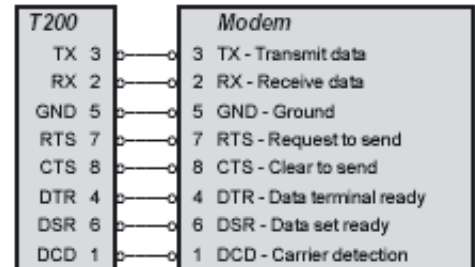 T200 Modem
TX 3 3 TX - Transmit data
RX 2 2 RX - Receive data
GND 5 5 GND - Ground
RTS 7 7 RTS - Request to send
CTS 8 8 CTS - Clear to send
DTR 4 4 DTR - Data terminal ready
DSR 6 6 DSR - Data set ready
DCD 1 1 DCD - Carrier detection